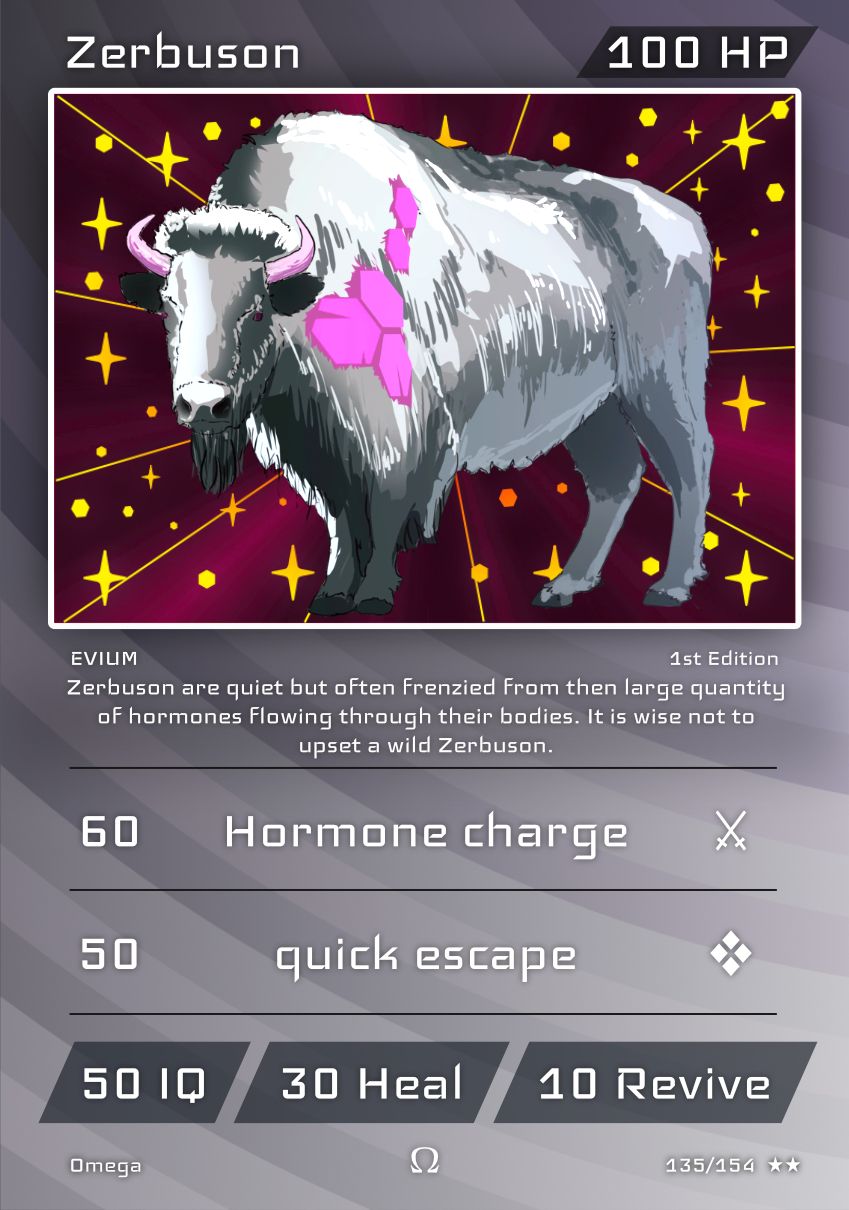 Zerbuson
100 HP
EVIUM
1st Edition
Zerbuson are quiet but often frenzied from then large quantity
of hormones flowing through their bodies. It is wise not to
upset a wild Zerbuson.
60 Hormone charge
50 quick escape
50 IQ 30 Heal 10 Revive
Omega Ω 135/154 ★★